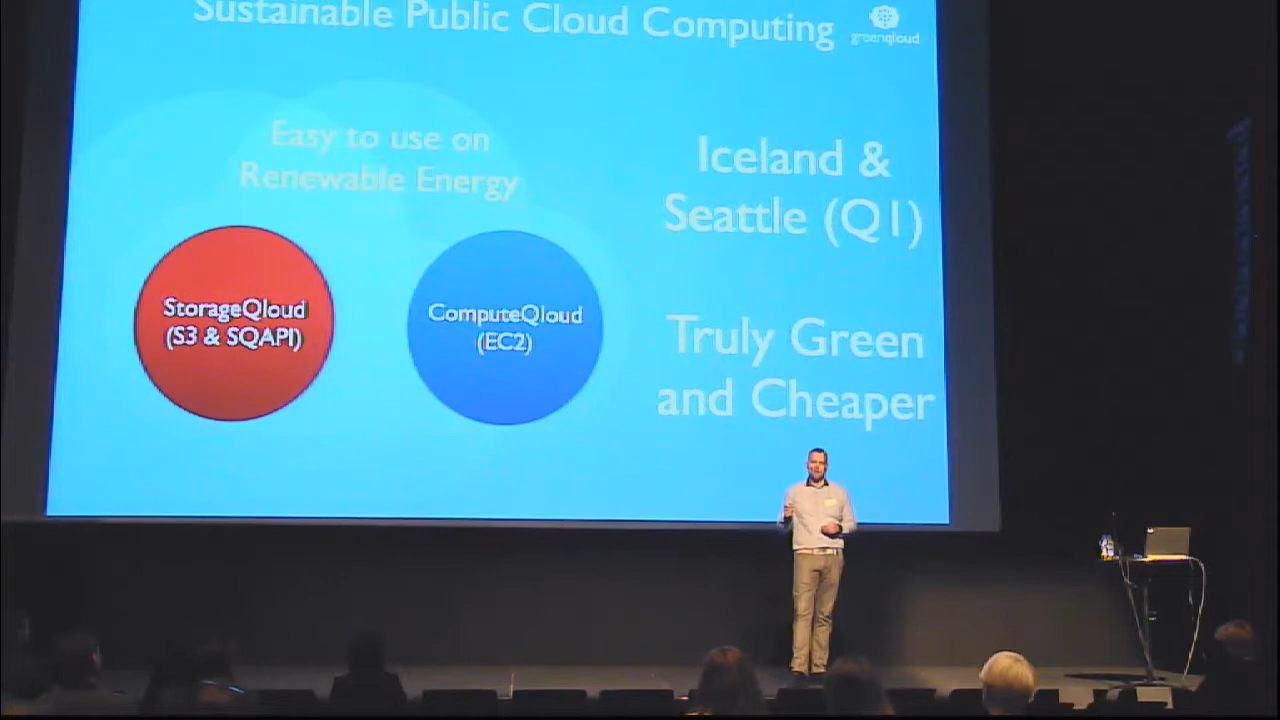 Sustainable Public Cloud Computing
greenqloud
Easy to use on
Renewable Energy
Iceland &
Seattle (Q1)
StorageQloud
(S3 & SQAPI)
ComputeQloud
(EC2)
Truly Green
and Cheaper